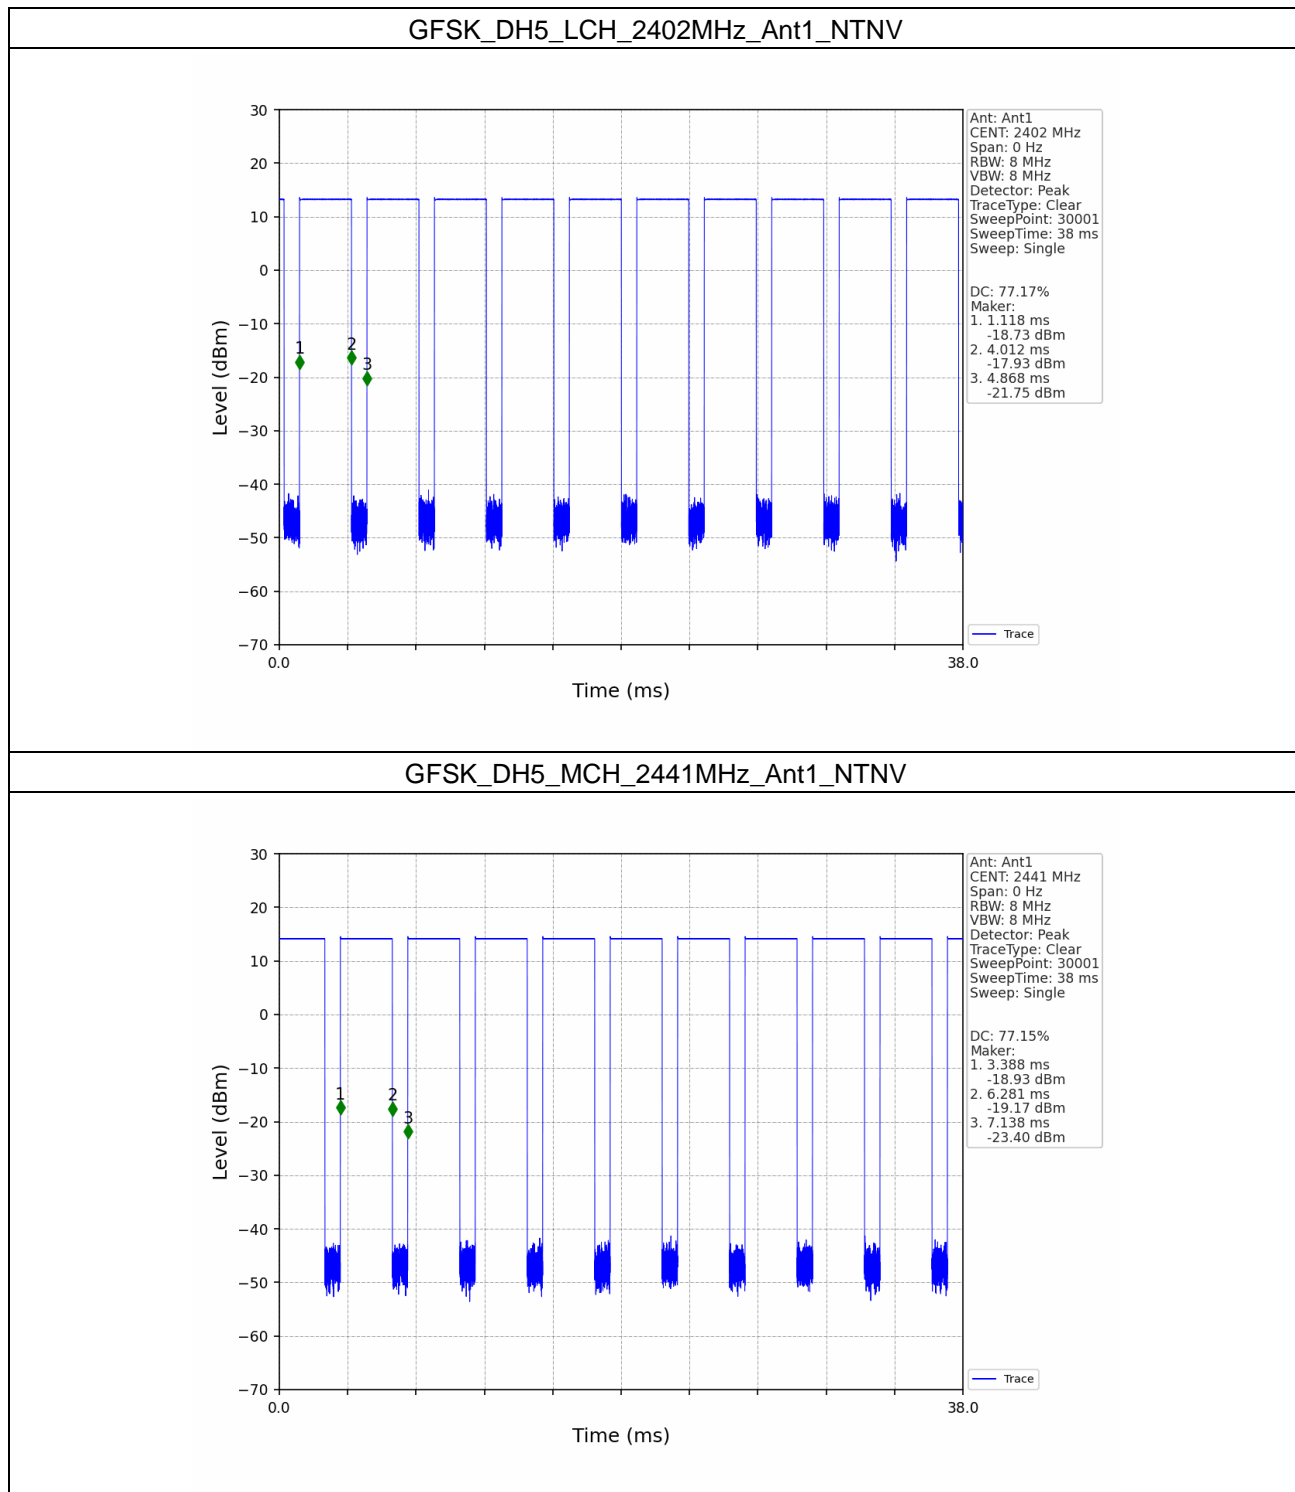 GFSK_DH5_LCH_2402MHz_Ant1_NTNV
30
20
10
0
−10
−20
−30
−40
−50
−60
−70
Level (dBm)
1
2
3
0.0
38.0
Time (ms)
Ant: Ant1
CENT: 2402 MHz
Span: 0 Hz
RBW: 8 MHz
VBW: 8 MHz
Detector: Peak
TraceType: Clear
SweepPoint: 30001
SweepTime: 38 ms
Sweep: Single
DC: 77.17%
Maker:
1. 1.118 ms
-18.73 dBm
2. 4.012 ms
-17.93 dBm
3. 4.868 ms
-21.75 dBm
Trace
GFSK_DH5_MCH_2441MHz_Ant1_NTNV
30
20
10
0
−10
−20
−30
−40
−50
−60
−70
Level (dBm)
1
2
3
0.0
38.0
Time (ms)
Ant: Ant1
CENT: 2441 MHz
Span: 0 Hz
RBW: 8 MHz
VBW: 8 MHz
Detector: Peak
TraceType: Clear
SweepPoint: 30001
SweepTime: 38 ms
Sweep: Single
DC: 77.15%
Maker:
1. 3.388 ms
-18.93 dBm
2. 6.281 ms
-19.17 dBm
3. 7.138 ms
-23.40 dBm
Trace